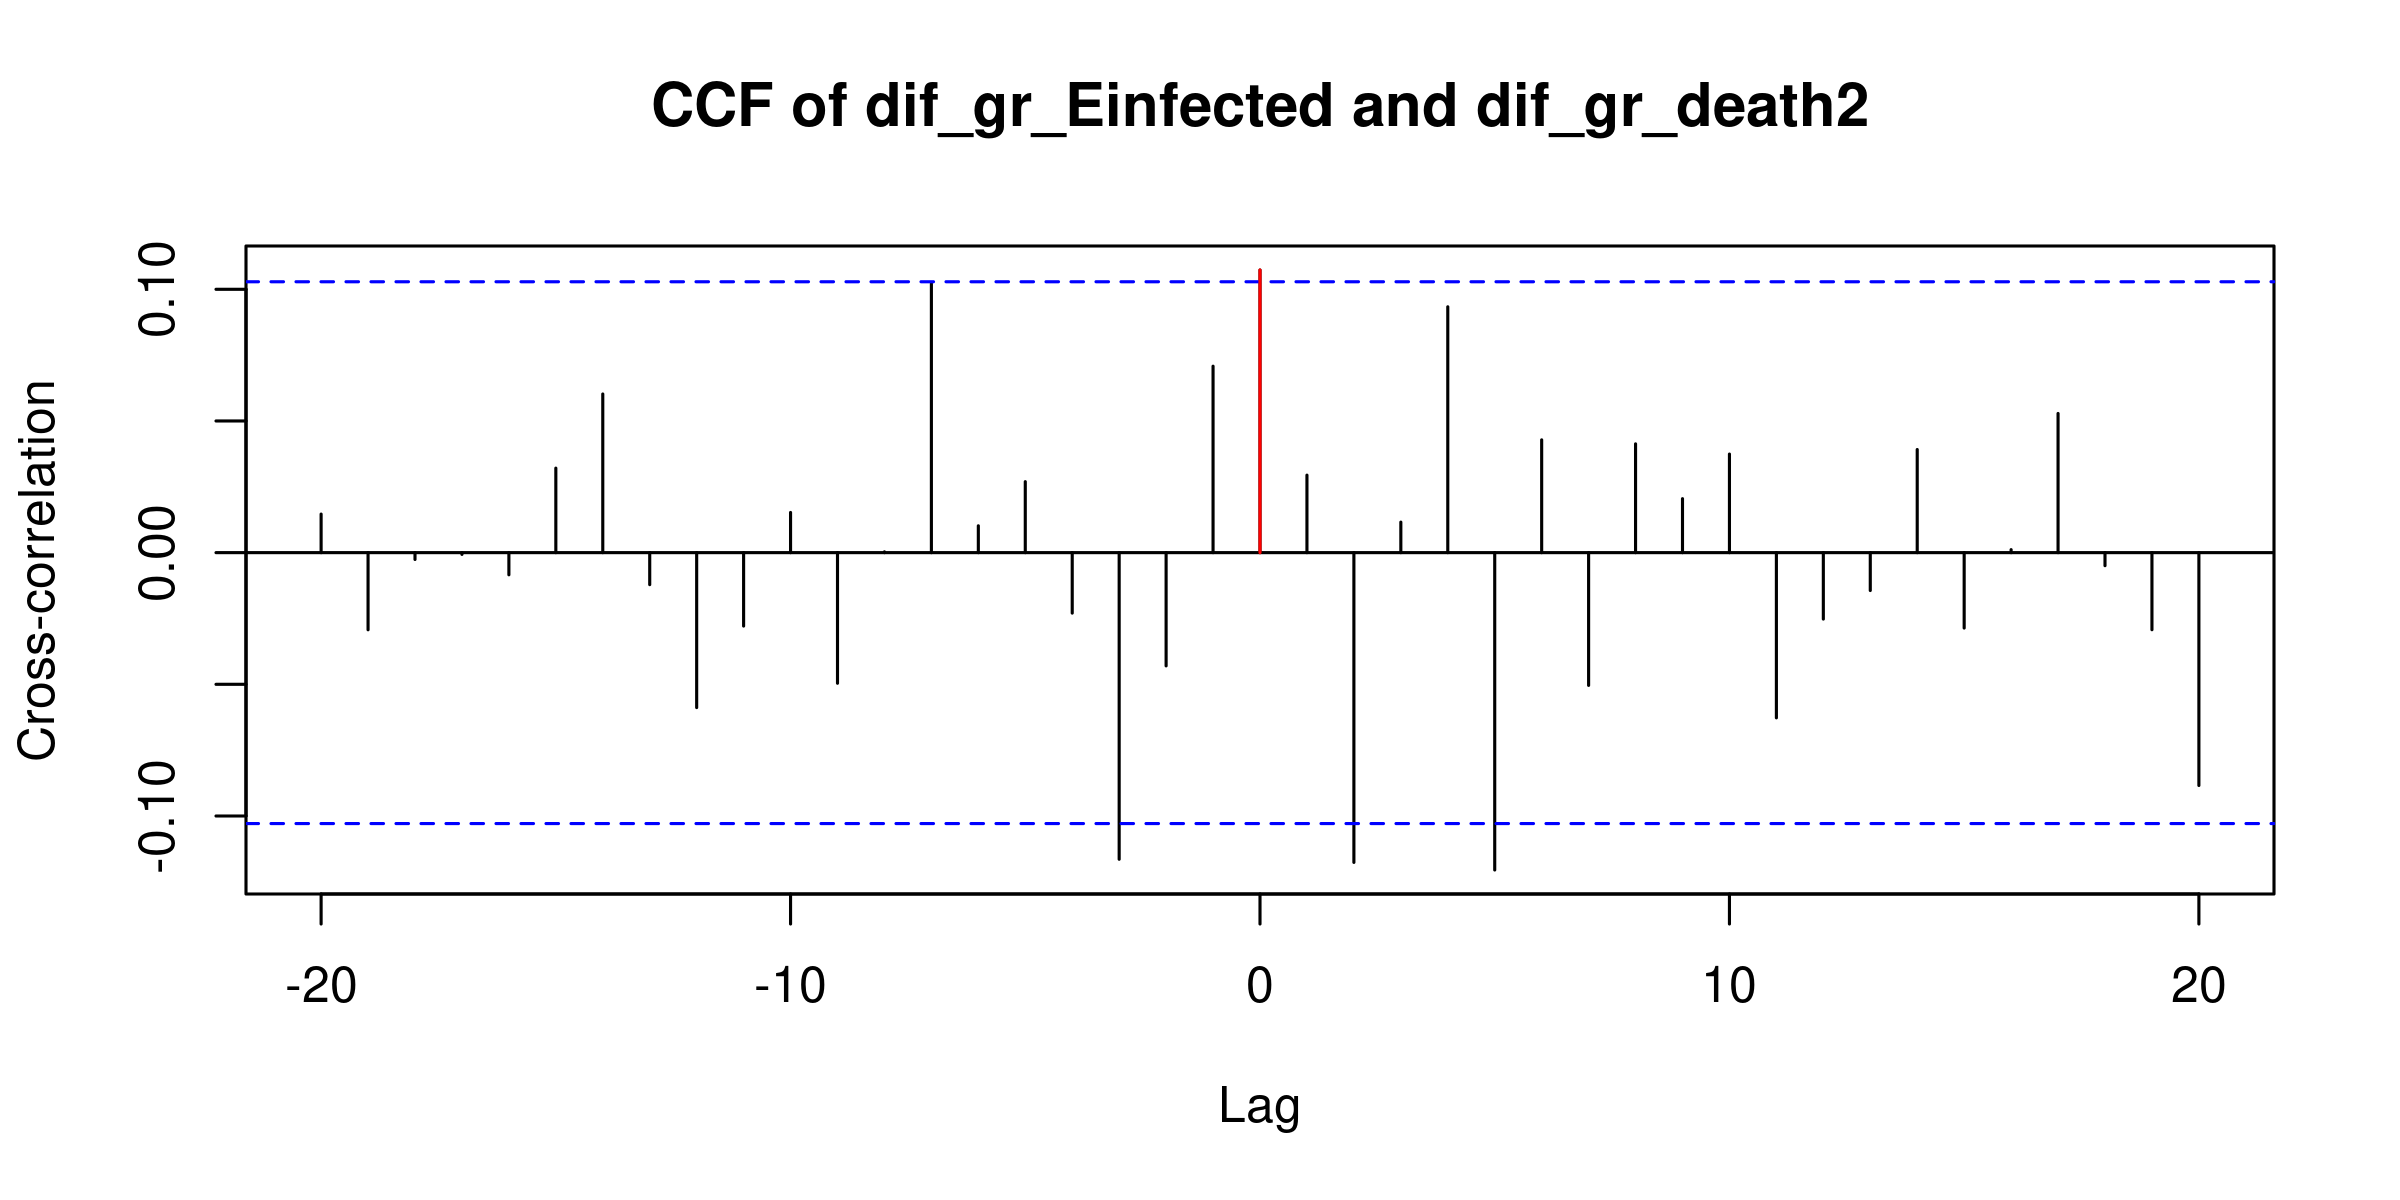 CCF of dif_gr_Einfected and dif_gr_death2
Cross-correlation
0.10
0.00
-0.10
-20 -10 0 10 20
Lag